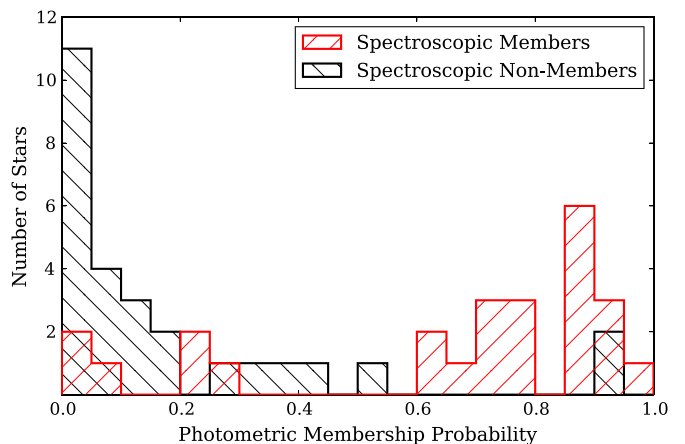 12
10
8
6
4
2
Number of Stars
Spectroscopic Members
Spectroscopic Non-Members
0.0 0.2 0.4 0.6 0.8 1.0
Photometric Membership Probability